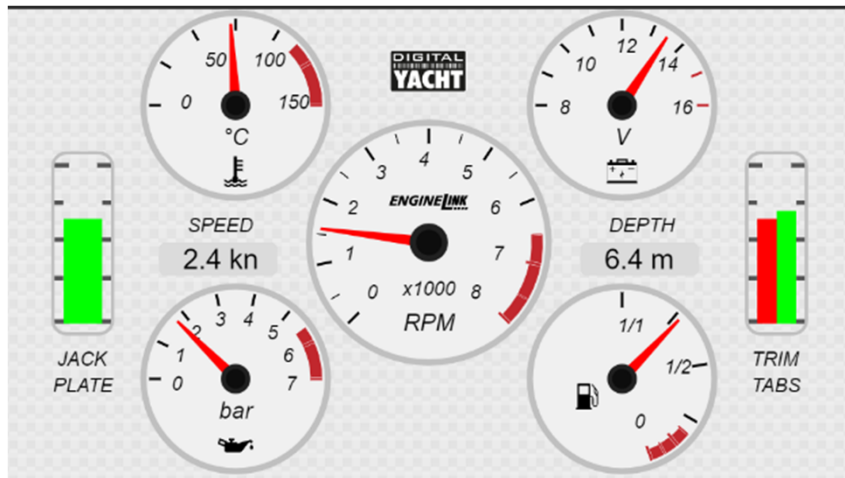 50
100
0
150
°C
DIGITAL
YACHT
12
10
14
8
16
V
4
3
5
ENGINELINK
2
6
1
7
0
x1000
8
RPM
SPEED
2.4 kn
DEPTH
6.4 m
JACK
PLATE
3
4
2
5
1
6
0
7
bar
1/1
1/2
0
TRIM
TABS